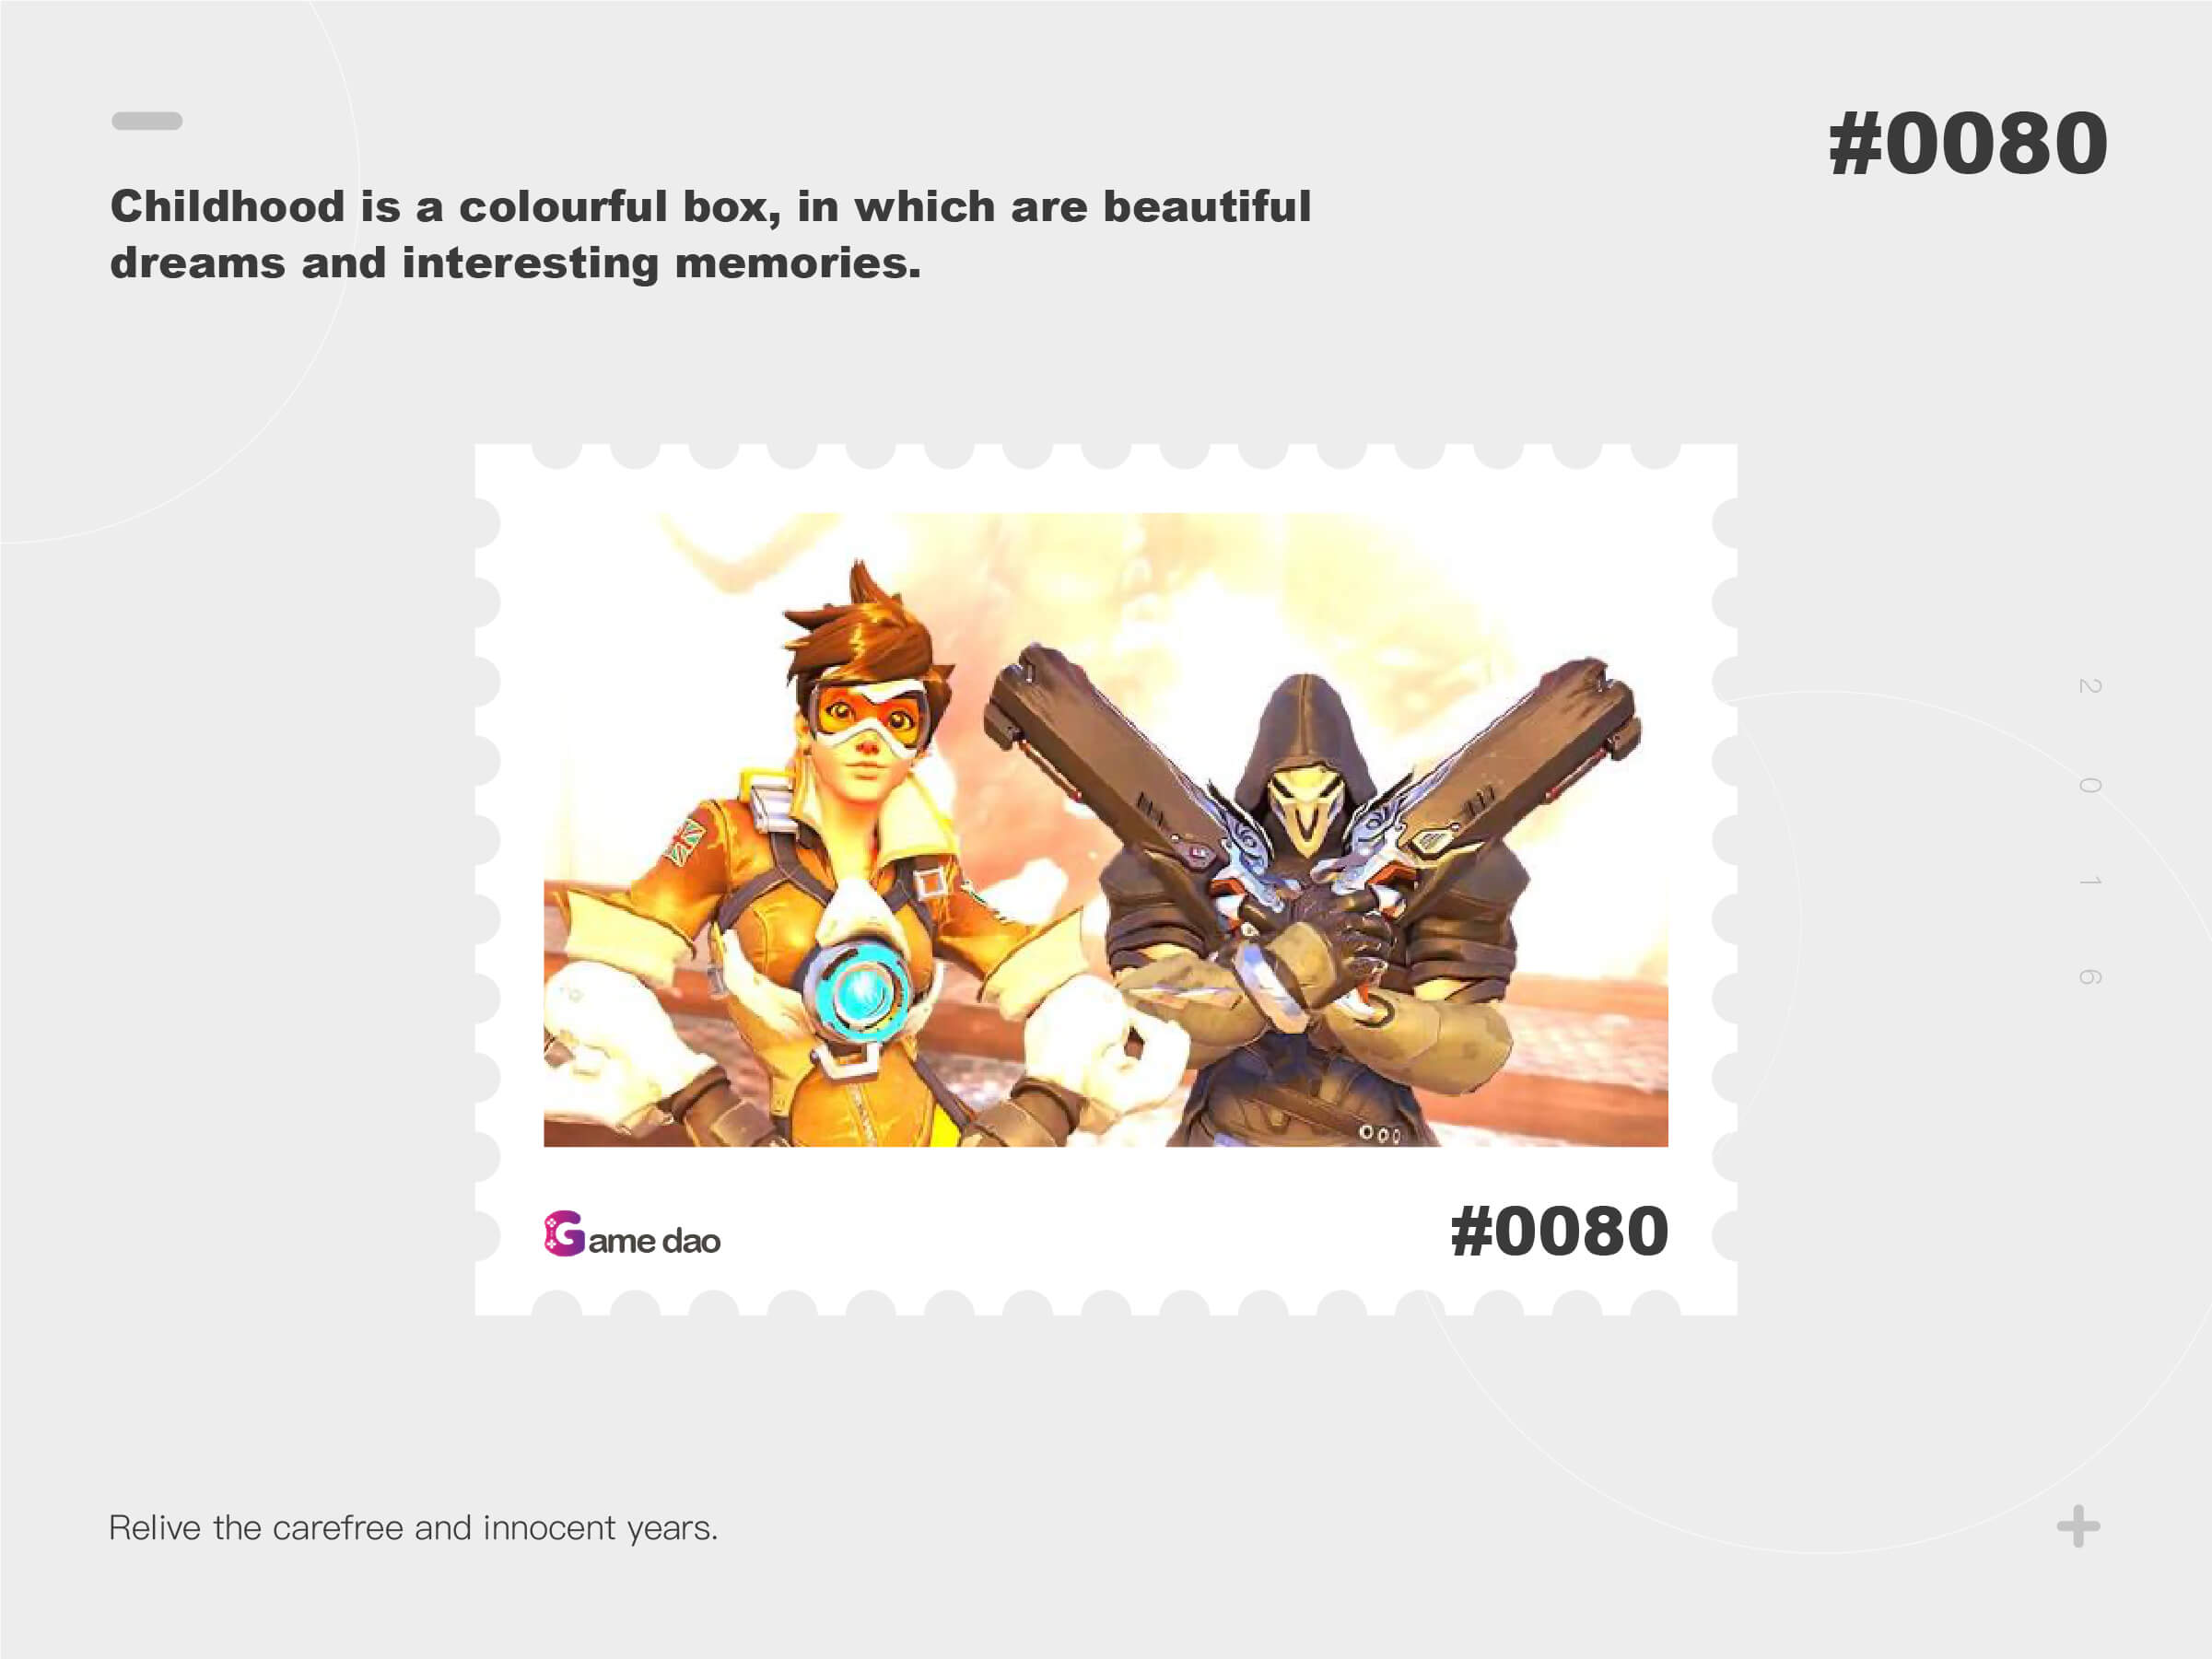 #0080
Childhood is a colourful box, in which are beautiful
dreams and interesting memories.
2 0 1 6
Game dao
#0080
Relive the carefree and innocent years.